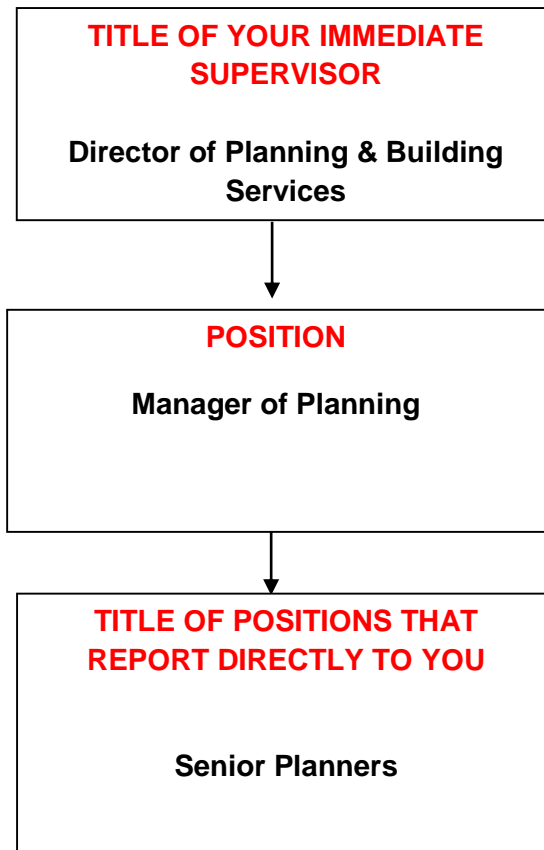 TITLE OF YOUR IMMEDIATE
SUPERVISOR
Director of Planning & Building
Services
POSITION
Manager of Planning
TITLE OF POSITIONS THAT
REPORT DIRECTLY TO YOU
Senior Planners